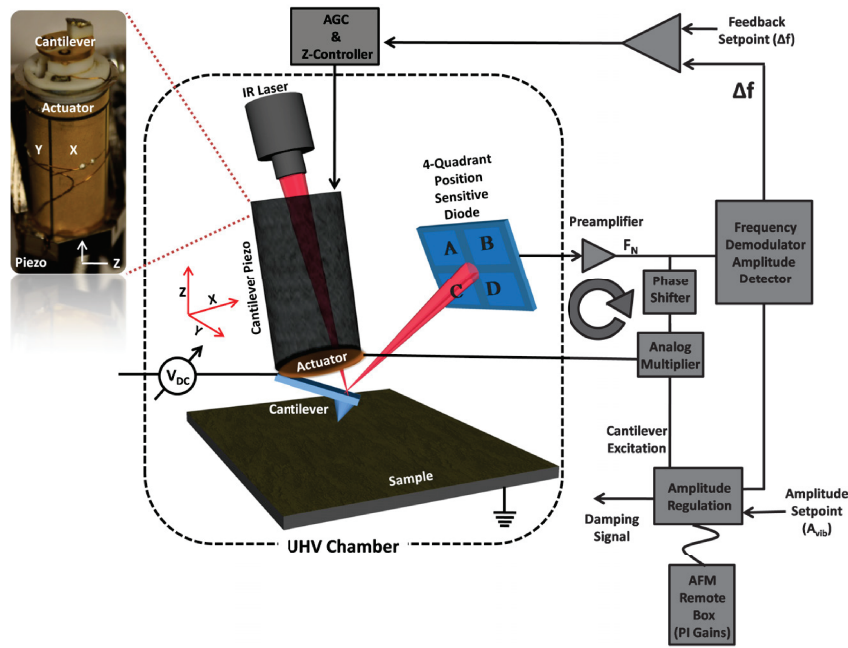 Cantilever
Actuator
Y
X
Piezo
Z
AGC
&
Z-Controller
Feedback
Setpoint (Δf)
Δf
IR Laser
4-Quadrant
Position
Sensitive
Diode
A
B
C
D
Preamplifier
F_N
Frequency
Demodulator
Amplitude
Detector
Phase
Shifter
Analog
Multiplier
Cantilever Piezo
Z
X
Y
Actuator
V_DC
Cantilever
Cantilever
Excitation
Sample
Amplitude
Regulation
Amplitude
Setpoint
(A_vib)
Damping
Signal
UHV Chamber
AFM
Remote
Box
(PI Gains)